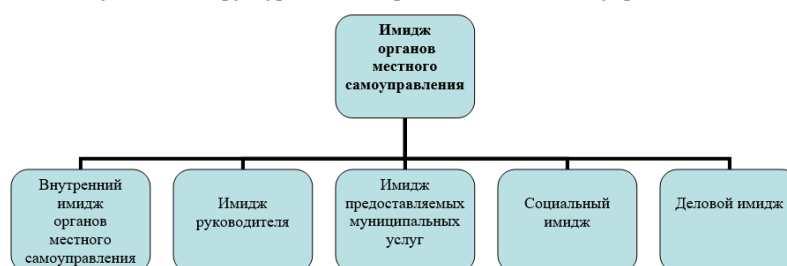 Имидж
органов
местного
самоуправления
Внутренний
имидж
органов
местного
самоуправления
Имидж
руководителя
Имидж
предоставляемых
муниципальных
услуг
Социальный
имидж
Деловой имидж